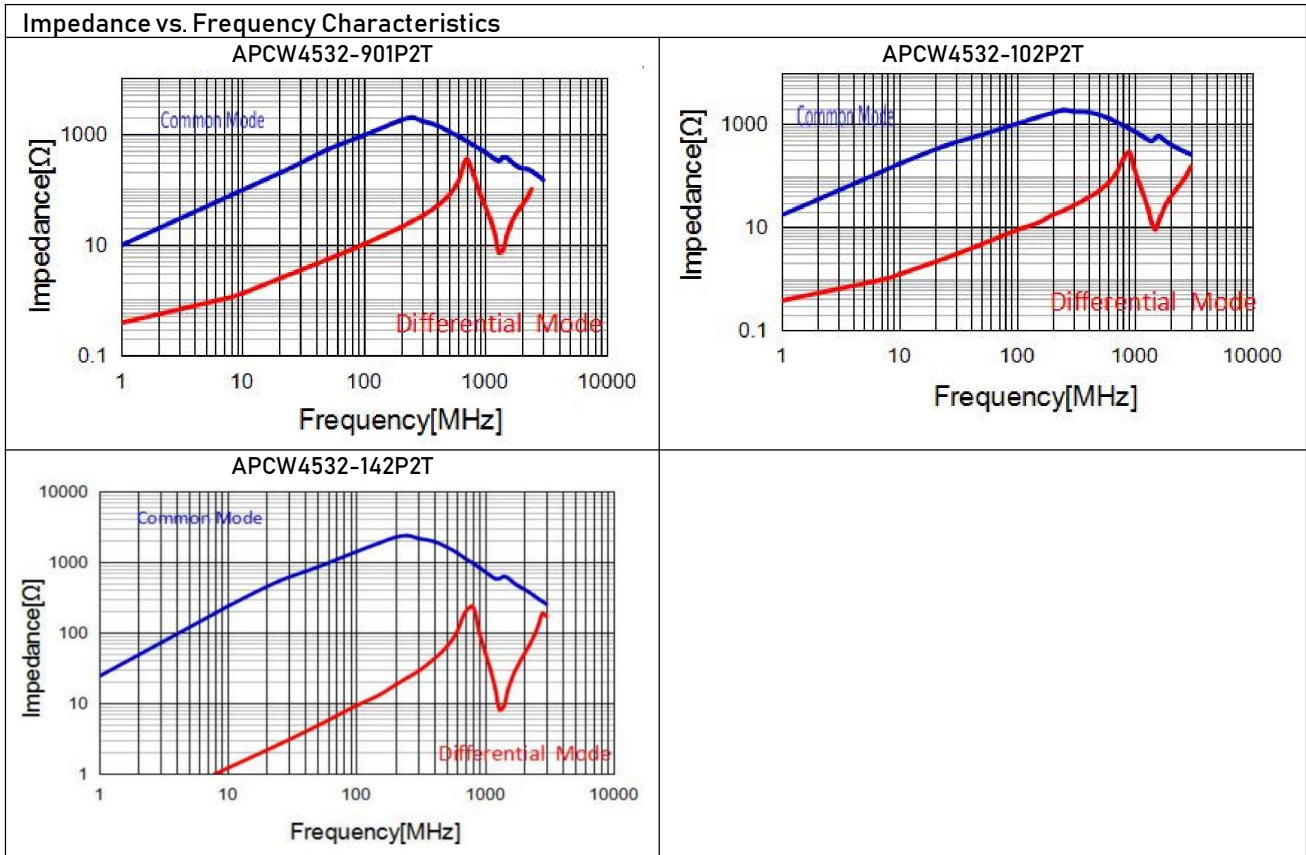 Impedance vs. Frequency Characteristics
APCW4532-901P2T
Common Mode
1000
10
0.1
Impedance[Ω]
Differential Mode
1 10 100 1000 10000
Frequency[MHz]
APCW4532-102P2T
Common Mode
1000
10
0.1
Impedance[Ω]
Differential Mode
1 10 100 1000 10000
Frequency[MHz]
APCW4532-142P2T
10000
Common Mode
1000
100
10
1
Impedance[Ω]
Differential Mode
1 10 100 1000 10000
Frequency[MHz]